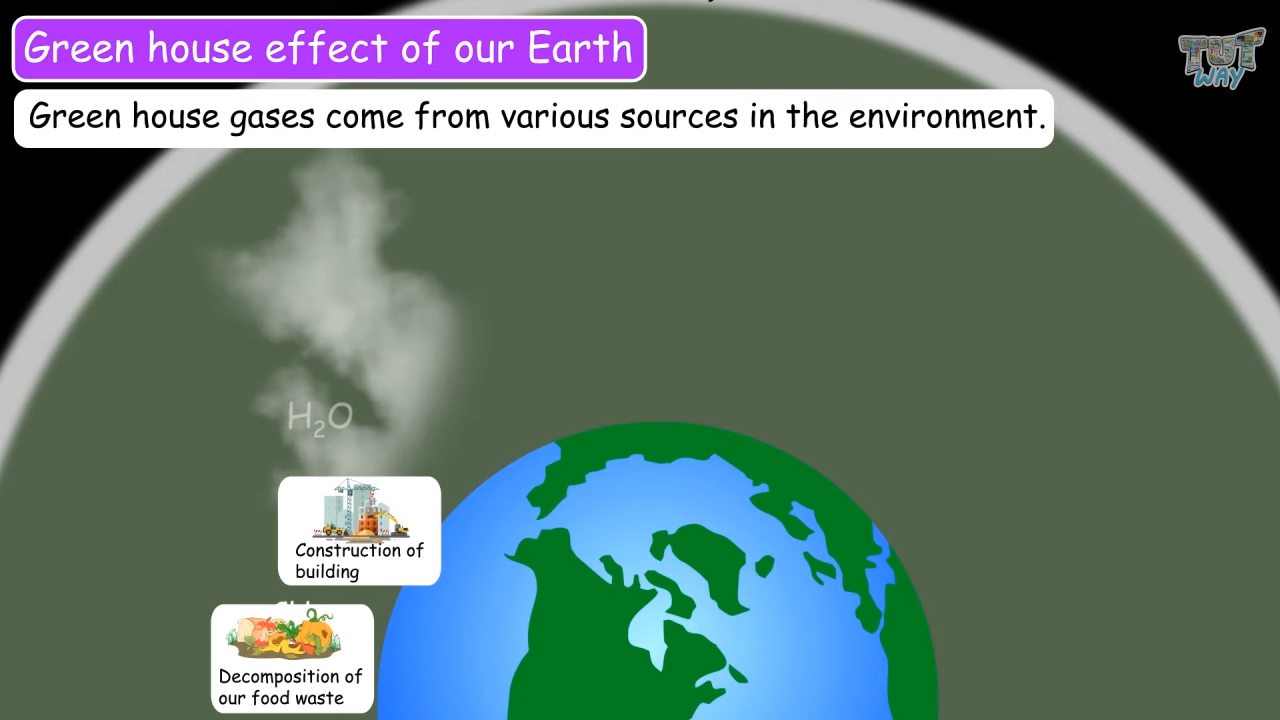 Green house effect of our Earth
TUT
WAY
Green house gases come from various sources in the environment.
H₂O
Construction of
building
Decomposition of
our food waste